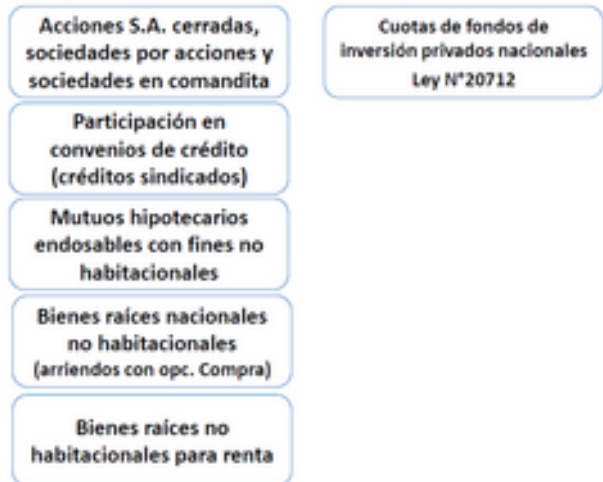 Acciones S.A. cerradas,
sociedades por acciones y
sociedades en comandita
Participación en
convenios de crédito
(créditos sindicados)
Mutuos hipotecarios
endosables con fines no
habitacionales
Bienes raíces nacionales
no habitacionales
(arriendos con opc. Compra)
Bienes raíces no
habitacionales para renta
Cuotas de fondos de
inversión privados nacionales
Ley N°20712